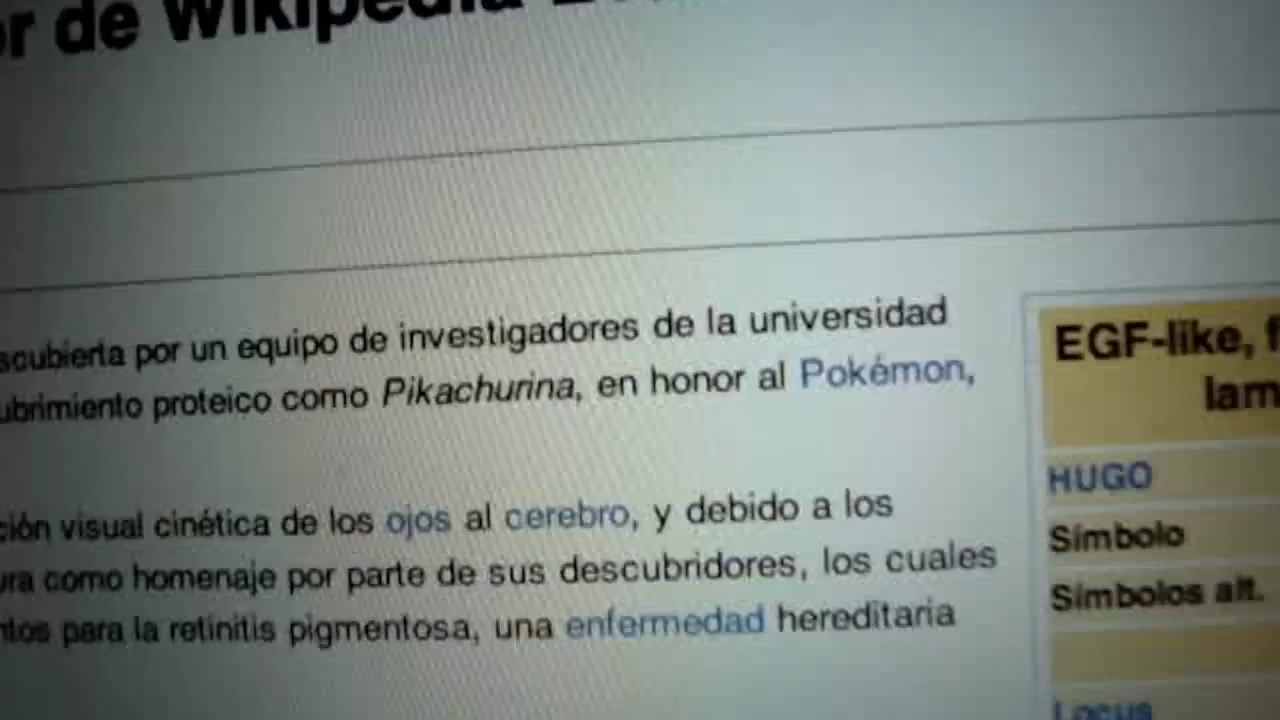 r de Wikipedia
scubierta por un equipo de investigadores de la universidad
ubrimiento proteico como Pikachurina, en honor al Pokémon,
ción visual cinética de los ojos al cerebro, y debido a los
ura como homenaje por parte de sus descubridores, los cuales
ntos para la retinitis pigmentosa, una enfermedad hereditaria
EGF-like, f
lam
HUGO
Símbolo
Símbolos alt.
Locus